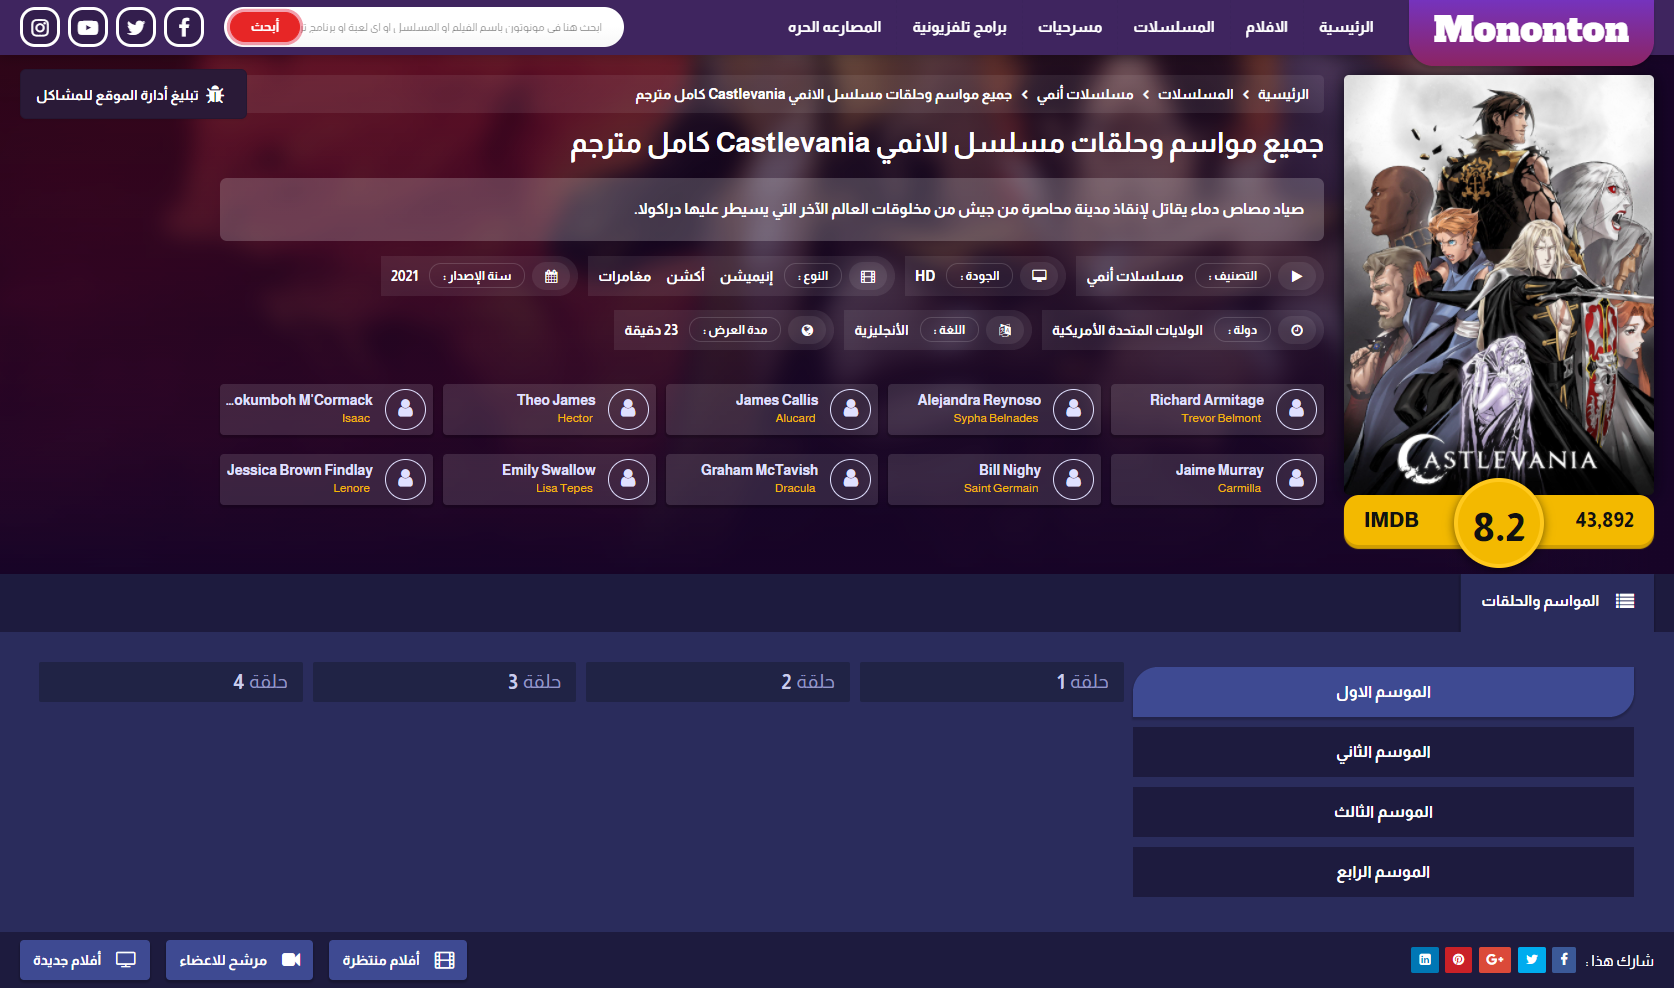 Mononton
الرئيسية
الافلام
المسلسلات
مسرحيات
برامج تلفزيونية
المصارعه الحره
ابحث هنا في مونوتون باسم الفيلم او المسلسل او اي لعبة او برنامج
أبحث
الرئيسية
المسلسلات
مسلسلات أنمي
جميع مواسم وحلقات مسلسل الانمي Castlevania كامل مترجم
تبليغ أدارة الموقع للمشاكل
جميع مواسم وحلقات مسلسل الانمي Castlevania كامل مترجم
صياد مصاص دماء يقاتل لإنقاذ مدينة محاصرة من جيش من مخلوقات العالم الآخر التي يسيطر عليها دراكولا.
التصنيف : مسلسلات أنمي
الجودة : HD
النوع : إنيميشن أكشن مغامرات
سنة الإصدار : 2021
دولة : الولايات المتحدة الأمريكية
اللغة : الأنجليزية
مدة العرض : 23 دقيقة
Richard Armitage
Trevor Belmont
Alejandra Reynoso
Sypha Belnades
James Callis
Alucard
Theo James
Hector
...okumboh M'Cormack
Isaac
Jaime Murray
Carmilla
Bill Nighy
Saint Germain
Graham McTavish
Dracula
Emily Swallow
Lisa Tepes
Jessica Brown Findlay
Lenore
CASTLEVANIA
43,892
8.2
IMDB
المواسم والحلقات
الموسم الاول
الموسم الثاني
الموسم الثالث
الموسم الرابع
حلقة 1
حلقة 2
حلقة 3
حلقة 4
شارك هذا :
أفلام منتظرة
مرشح للاعضاء
أفلام جديدة